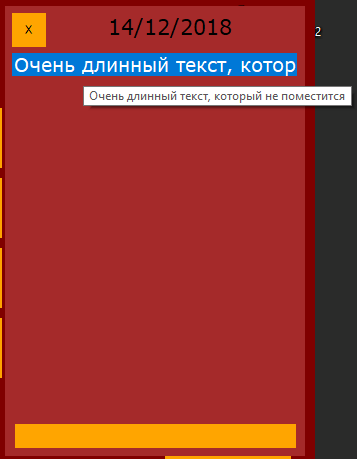 X
14/12/2018
2
Очень длинный текст, котор
Очень длинный текст, который не поместится